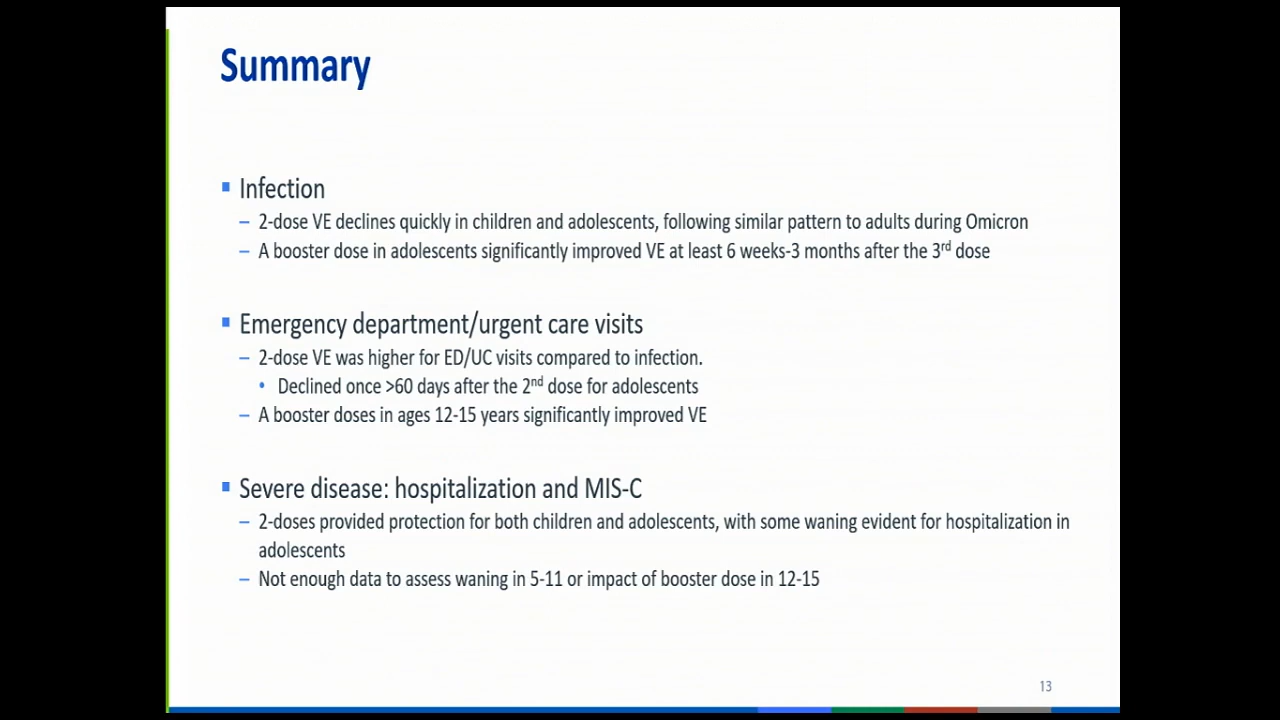 Summary
Infection
– 2-dose VE declines quickly in children and adolescents, following similar pattern to adults during Omicron
– A booster dose in adolescents significantly improved VE at least 6 weeks-3 months after the 3rd dose
Emergency department/urgent care visits
– 2-dose VE was higher for ED/UC visits compared to infection.
• Declined once >60 days after the 2nd dose for adolescents
– A booster doses in ages 12-15 years significantly improved VE
Severe disease: hospitalization and MIS-C
– 2-doses provided protection for both children and adolescents, with some waning evident for hospitalization in
adolescents
– Not enough data to assess waning in 5-11 or impact of booster dose in 12-15
13